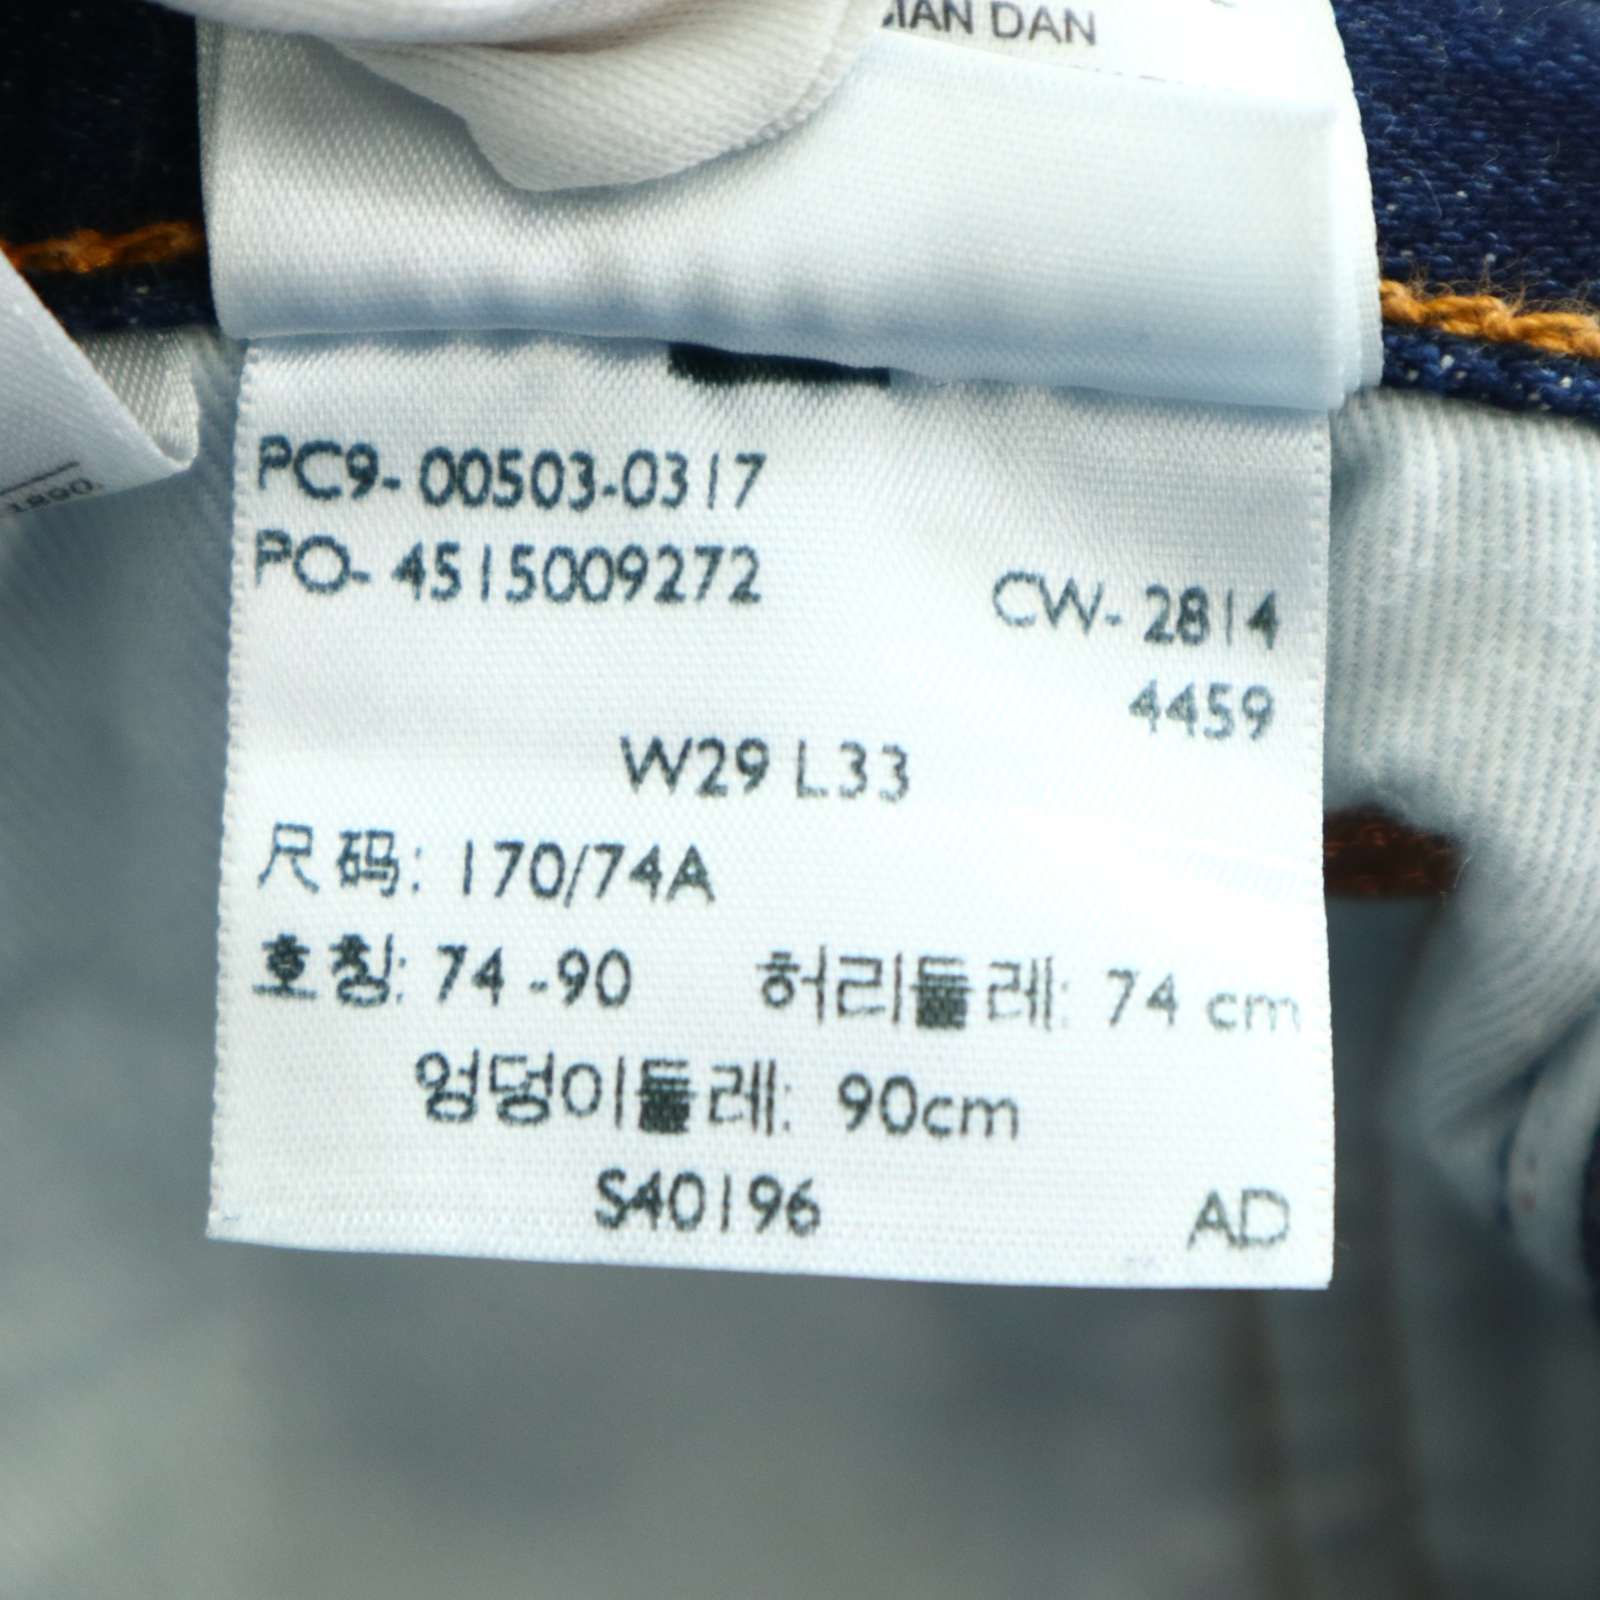 DAN
PC9-00503-0317
PO-4515009272
CW-2814
4459
W29 L33
尺码: 170/74A
호칭: 74-90 허리둘레: 74 cm
엉덩이둘레: 90cm
S40196 AD